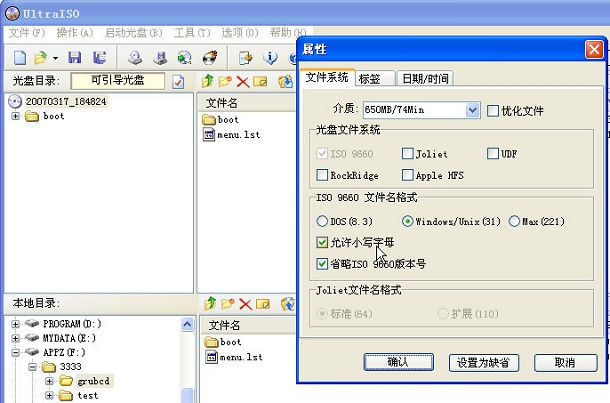 UltraISO
文件(F) 操作(A) 启动光盘(B) 工具(T) 选项(O) 帮助(H)
光盘目录: 可引导光盘
20070317_184824
boot
文件名
boot
menu.lst
本地目录:
PROGRAM(D:)
MYDATA(E:)
APPZ(F:)
3333
grubcd
test
文件名
boot
menu.lst
属性
文件系统 标签 日期/时间
介质: 650MB/74Min 优化文件
光盘文件系统
ISO 9660 Joliet UDF
RockRidge Apple HFS
ISO 9660 文件名格式
DOS(8.3) Windows/Unix(31) Max(221)
允许小写字母
省略ISO 9660版本号
Joliet文件名格式
标准(64) 扩展(110)
确认 设置为缺省 取消